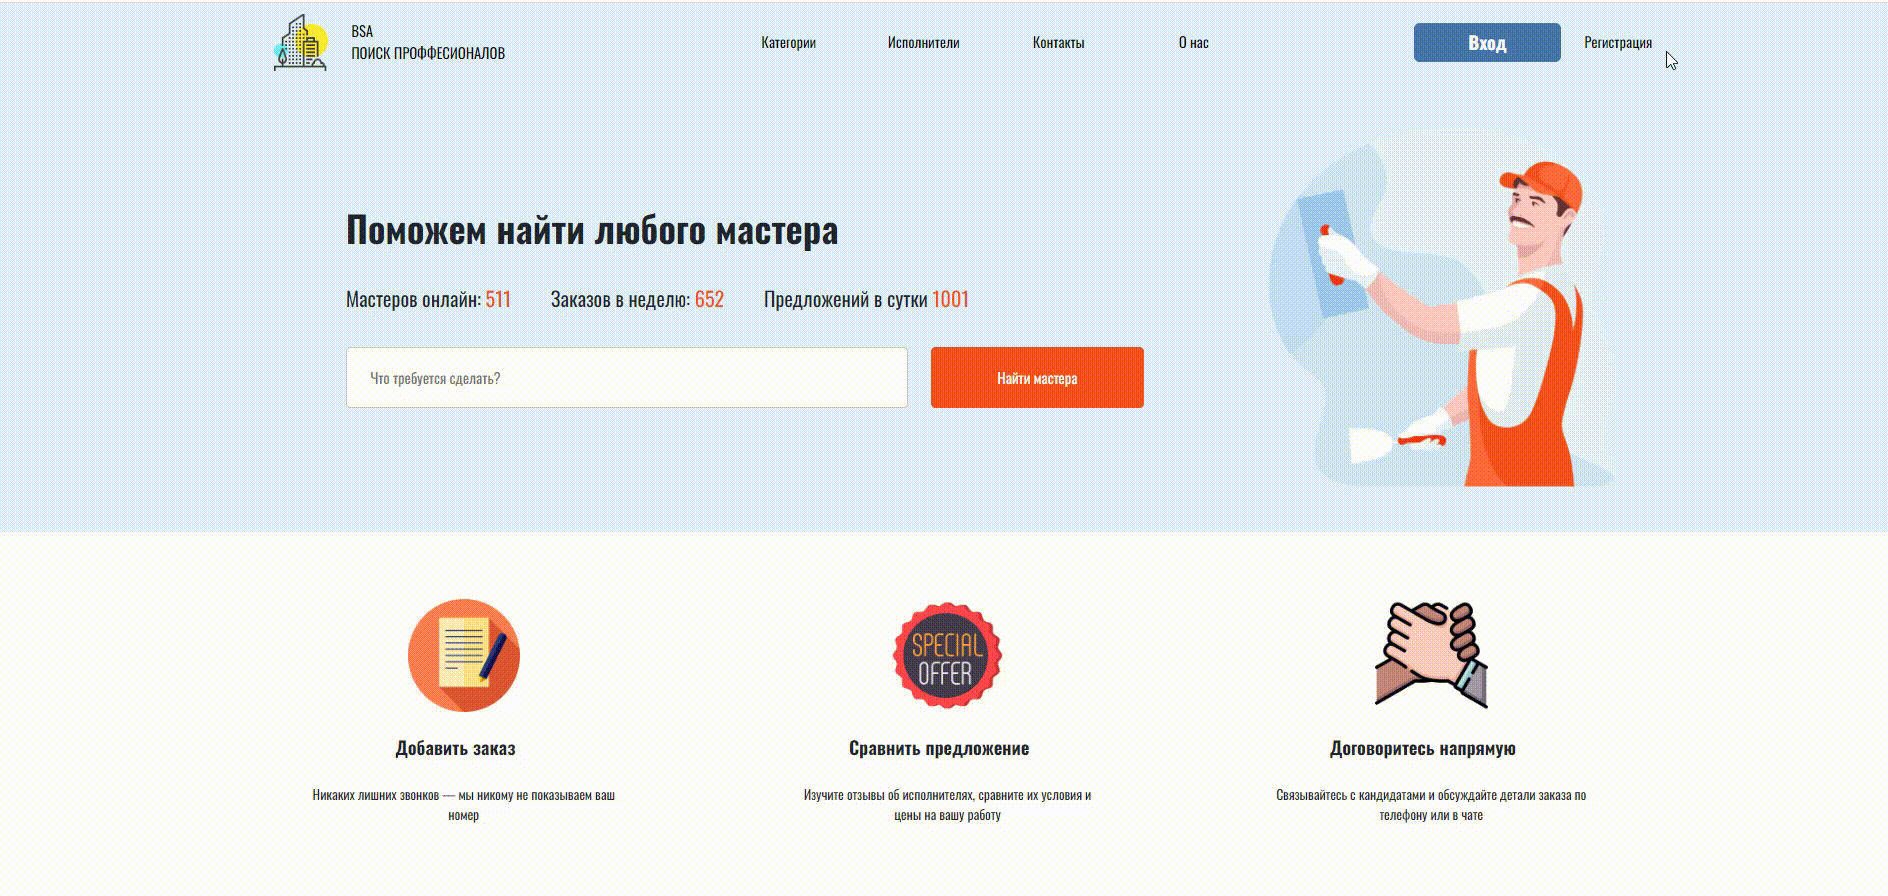 BSA
ПОИСК ПРОФФЕСИОНАЛОВ
Категории
Исполнители
Контакты
О нас
Вход
Регистрация
Поможем найти любого мастера
Мастеров онлайн: 511
Заказов в неделю: 652
Предложений в сутки 1001
Что требуется сделать?
Найти мастера
SPECIAL
OFFER
Добавить заказ
Никаких лишних звонков — мы никому не показываем ваш
номер
Сравнить предложение
Изучите отзывы об исполнителях, сравните их условия и
цены на вашу работу
Договоритесь напрямую
Связывайтесь с кандидатами и обсуждайте детали заказа по
телефону или в чате